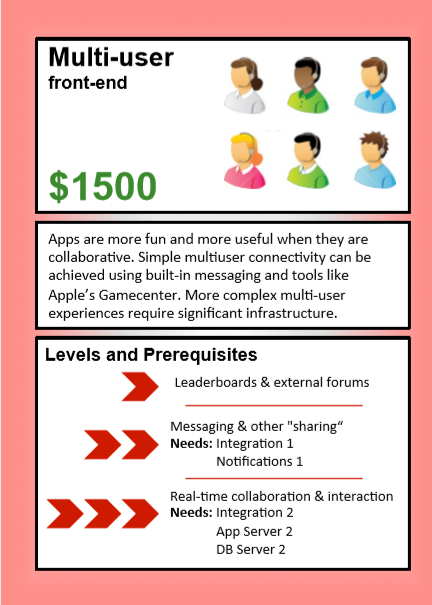 Multi-user
front-end
$1500
Apps are more fun and more useful when they are
collaborative. Simple multiuser connectivity can be
achieved using built-in messaging and tools like
Apple’s Gamecenter. More complex multi-user
experiences require significant infrastructure.
Levels and Prerequisites
Leaderboards & external forums
Messaging & other "sharing“
Needs: Integration 1
Notifications 1
Real-time collaboration & interaction
Needs: Integration 2
App Server 2
DB Server 2